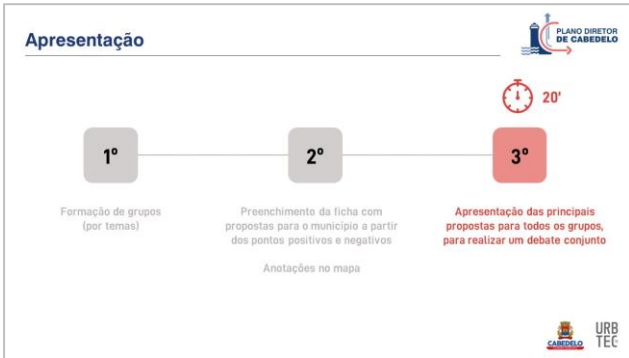 Apresentação
PLANO DIRETOR
DE CABEDELO
20'
1º
2º
3º
Formação de grupos
(por temas)
Preenchimento da ficha com
propostas para o município a partir
dos pontos positivos e negativos
Anotações no mapa
Apresentação das principais
propostas para todos os grupos,
para realizar um debate conjunto
CABEDELO
URB
TEC